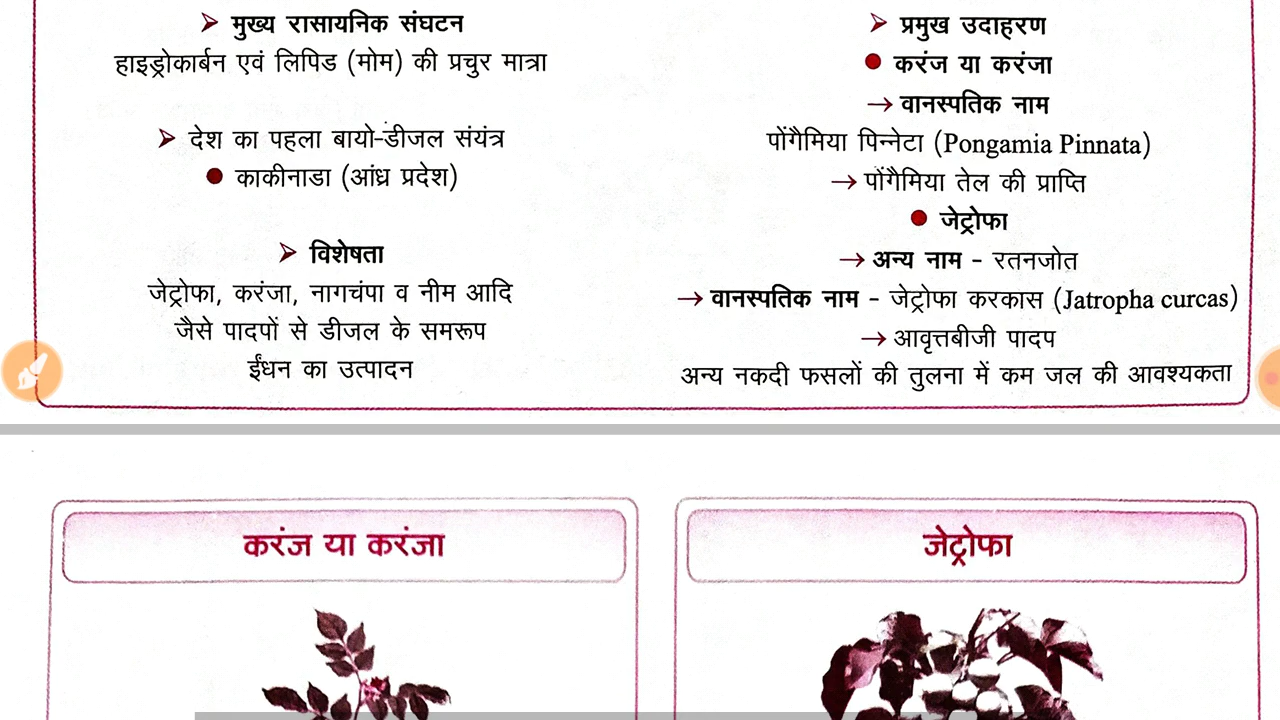 ➢ मुख्य रासायनिक संघटन
हाइड्रोकार्बन एवं लिपिड (मोम) की प्रचुर मात्रा
➢ देश का पहला बायो-डीजल संयंत्र
● काकीनाडा (आंध्र प्रदेश)
➢ विशेषता
जेट्रोफा, करंजा, नागचंपा व नीम आदि
जैसे पादपों से डीजल के समरूप
ईंधन का उत्पादन
➢ प्रमुख उदाहरण
● करंज या करंजा
→ वानस्पतिक नाम
पोंगैमिया पिन्नेटा (Pongamia Pinnata)
→ पोंगैमिया तेल की प्राप्ति
● जेट्रोफा
→ अन्य नाम - रतनजोत
→ वानस्पतिक नाम - जेट्रोफा करकास (Jatropha curcas)
→ आवृत्तबीजी पादप
अन्य नकदी फसलों की तुलना में कम जल की आवश्यकता
करंज या करंजा
जेट्रोफा